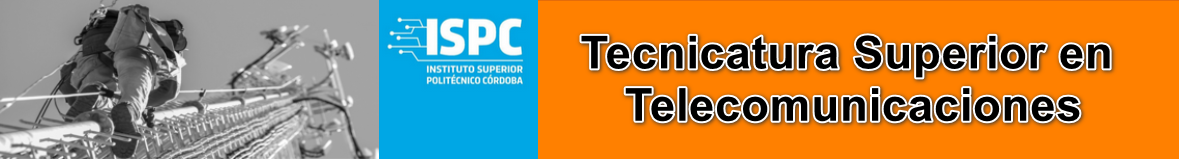 ISPC
INSTITUTO SUPERIOR
POLITÉCNICO CÓRDOBA
Tecnicatura Superior en
Telecomunicaciones